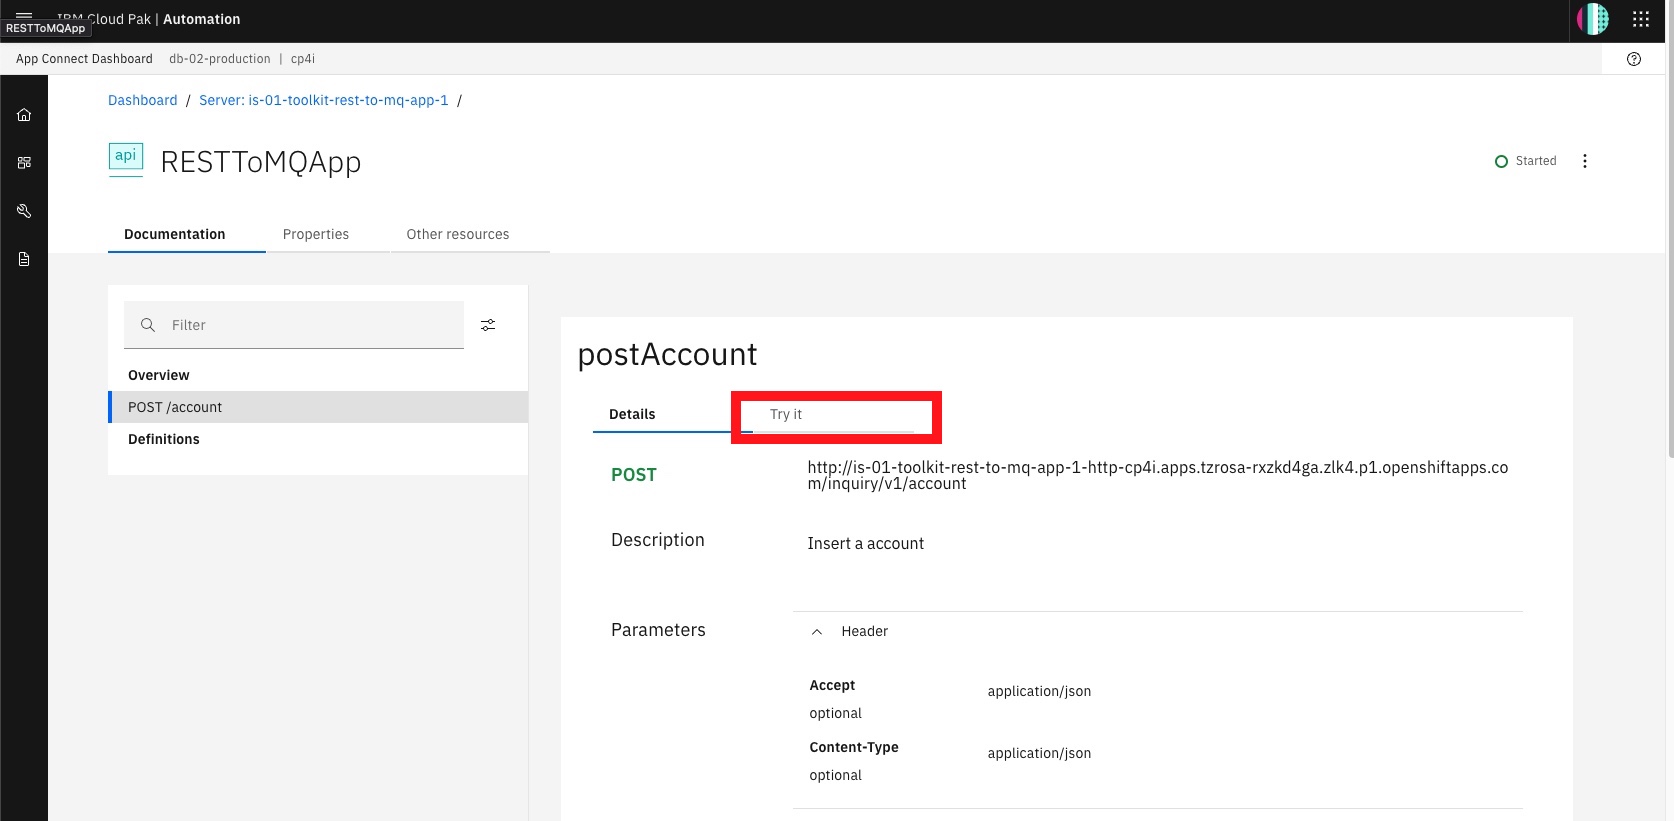 IBM Cloud Pak | Automation
RESTToMQApp
App Connect Dashboard db-02-production | cp4i
Dashboard / Server: is-01-toolkit-rest-to-mq-app-1 /
api RESTToMQApp
Started
Documentation Properties Other resources
Filter
Overview
POST /account
Definitions
postAccount
Details Try it
POST http://is-01-toolkit-rest-to-mq-app-1-http-cp4i.apps.tzrosa-rxzkd4ga.zlk4.p1.openshiftapps.co
m/inquiry/v1/account
Description Insert a account
Parameters Header
Accept application/json
optional
Content-Type application/json
optional